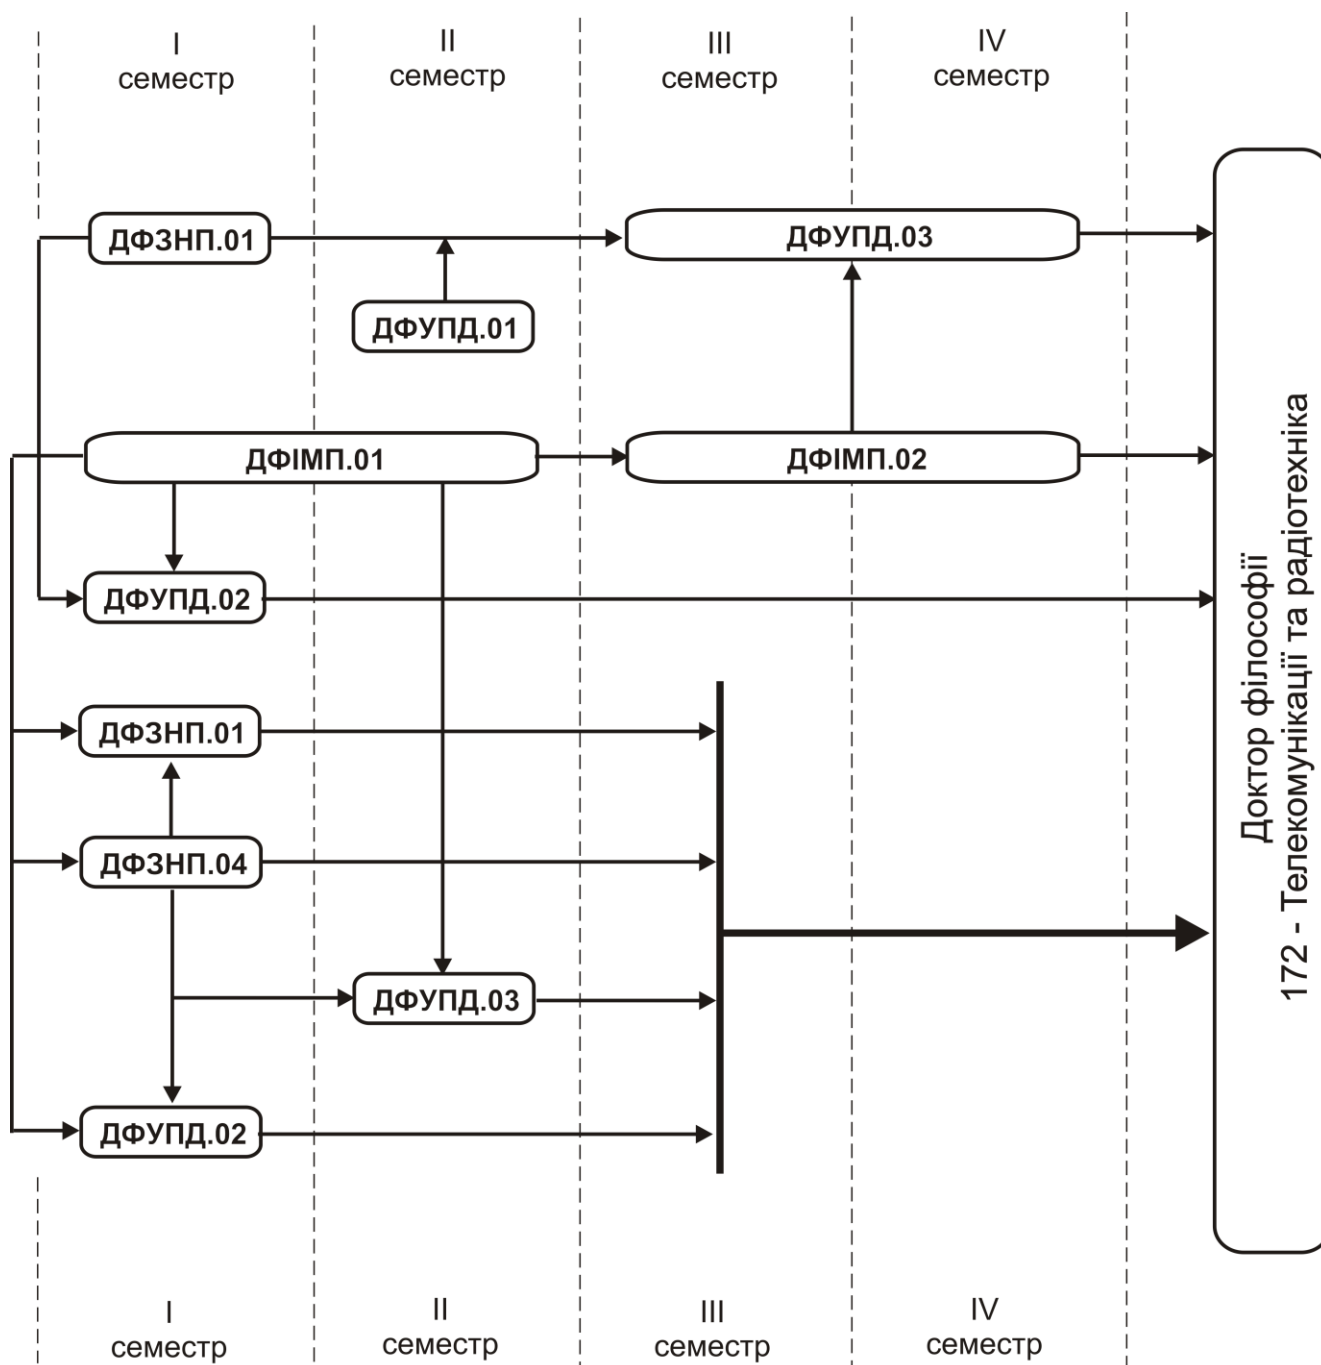 I
семестр
II
семестр
III
семестр
IV
семестр
ДФЗНП.01
ДФУПД.03
ДФУПД.01
ДФІМП.01
ДФІМП.02
ДФУПД.02
ДФЗНП.01
ДФЗНП.04
ДФУПД.03
ДФУПД.02
Доктор філософії
172 - Телекомунікації та радіотехніка
I
семестр
II
семестр
III
семестр
IV
семестр